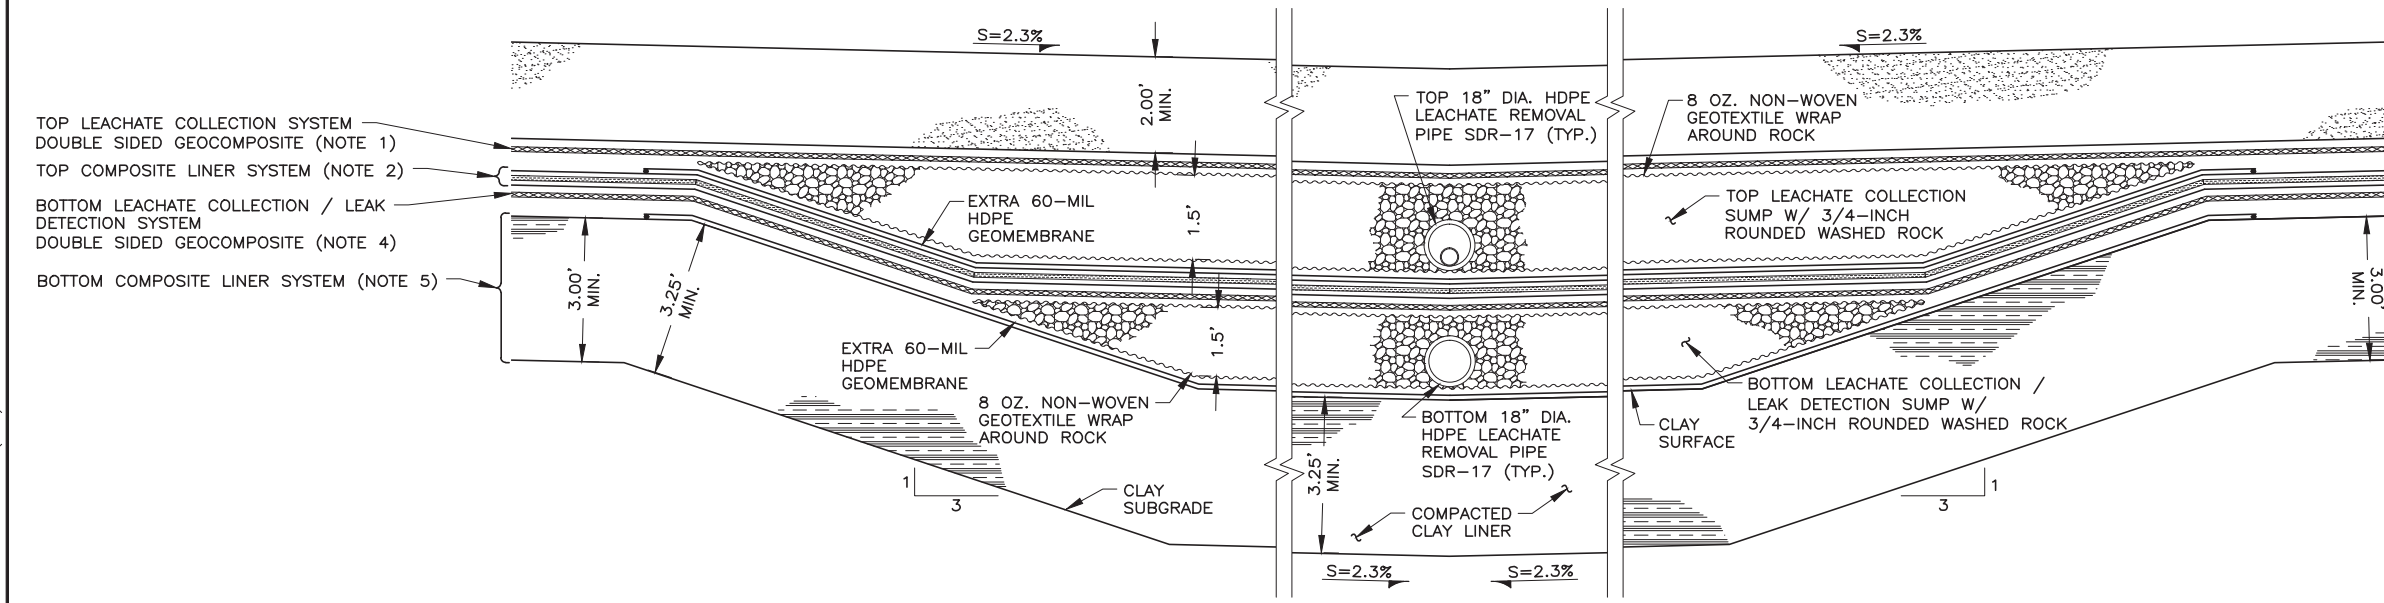 S=2.3%
S=2.3%
2.00'
MIN.
TOP LEACHATE COLLECTION SYSTEM
DOUBLE SIDED GEOCOMPOSITE (NOTE 1)
TOP COMPOSITE LINER SYSTEM (NOTE 2)
BOTTOM LEACHATE COLLECTION / LEAK
DETECTION SYSTEM
DOUBLE SIDED GEOCOMPOSITE (NOTE 4)
BOTTOM COMPOSITE LINER SYSTEM (NOTE 5)
3.00'
MIN.
3.25'
MIN.
EXTRA 60-MIL
HDPE
GEOMEMBRANE
1.5'
EXTRA 60-MIL
HDPE
GEOMEMBRANE
1.5'
8 OZ. NON-WOVEN
GEOTEXTILE WRAP
AROUND ROCK
1
3
CLAY
SUBGRADE
TOP 18" DIA. HDPE
LEACHATE REMOVAL
PIPE SDR-17 (TYP.)
BOTTOM 18" DIA.
HDPE LEACHATE
REMOVAL PIPE
SDR-17 (TYP.)
3.25'
MIN.
COMPACTED
CLAY LINER
S=2.3%
S=2.3%
8 OZ. NON-WOVEN
GEOTEXTILE WRAP
AROUND ROCK
TOP LEACHATE COLLECTION
SUMP W/ 3/4-INCH
ROUNDED WASHED ROCK
BOTTOM LEACHATE COLLECTION /
LEAK DETECTION SUMP W/
3/4-INCH ROUNDED WASHED ROCK
CLAY
SURFACE
1
3
3.00'
MIN.